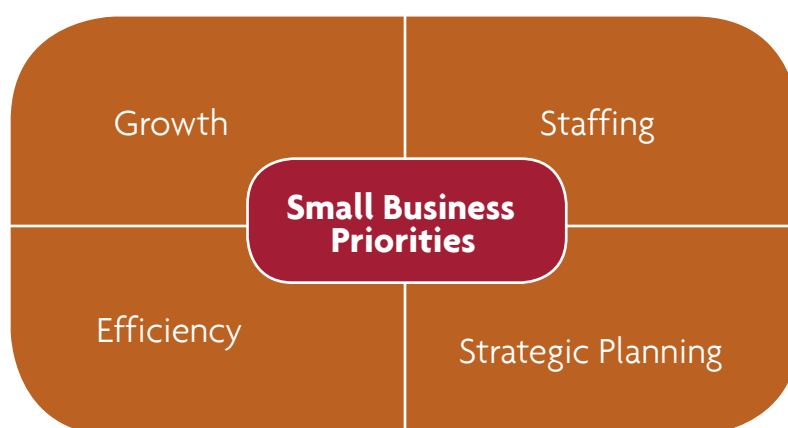 Growth
Staffing
Small Business
Priorities
Efficiency
Strategic Planning